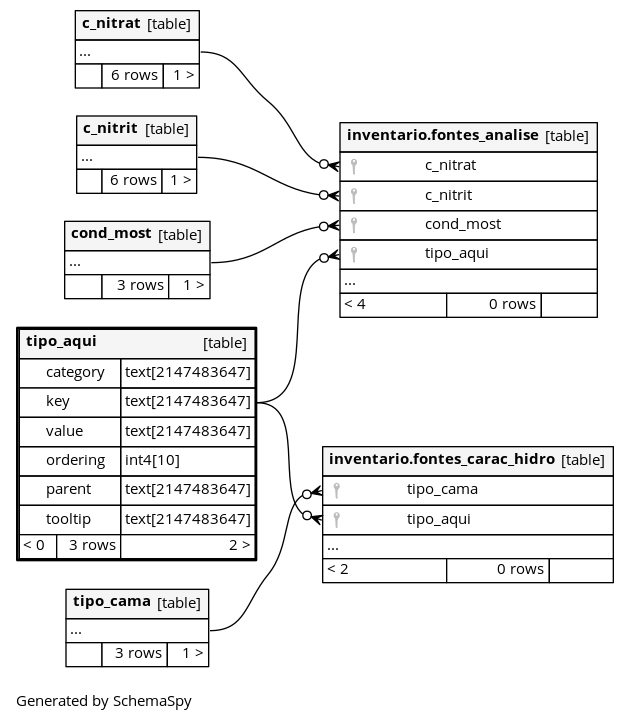 c_nitrat [table]
...
6 rows 1 >
c_nitrit [table]
...
6 rows 1 >
cond_most [table]
...
3 rows 1 >
tipo_aqui [table]
category text[2147483647]
key text[2147483647]
value text[2147483647]
ordering int4[10]
parent text[2147483647]
tooltip text[2147483647]
< 0 3 rows 2 >
tipo_cama [table]
...
3 rows 1 >
inventario.fontes_analise [table]
c_nitrat
c_nitrit
cond_most
tipo_aqui
...
< 4 0 rows
inventario.fontes_carac_hidro [table]
tipo_cama
tipo_aqui
...
< 2 0 rows
Generated by SchemaSpy